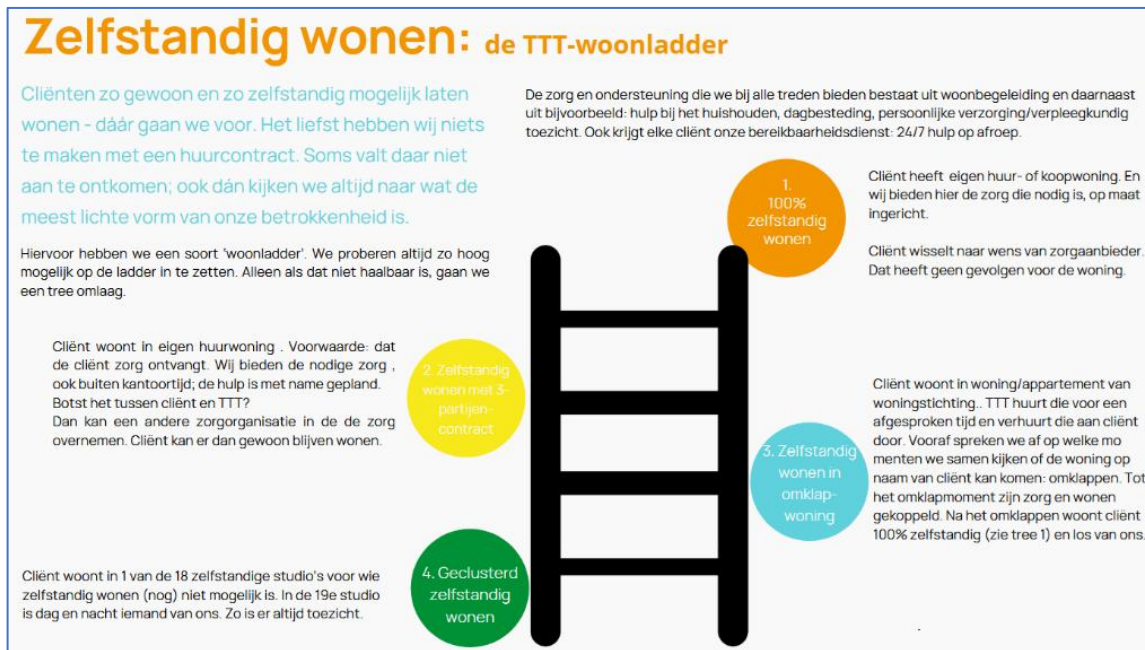 Zelfstandig wonen: de TTT-woonladder
Cliënten zo gewoon en zo zelfstandig mogelijk laten
wonen - dáár gaan we voor. Het liefst hebben wij niets
te maken met een huurcontract. Soms valt daar niet
aan te ontkomen; ook dán kijken we altijd naar wat de
meest lichte vorm van onze betrokkenheid is.
Hiervoor hebben we een soort 'woonladder'. We proberen altijd zo hoog
mogelijk op de ladder in te zetten. Alleen als dat niet haalbaar is, gaan we
een tree omlaag.
De zorg en ondersteuning die we bij alle treden bieden bestaat uit woonbegeleiding en daarnaast
uit bijvoorbeeld: hulp bij het huishouden, dagbesteding, persoonlijke verzorging/verpleegkundig
toezicht. Ook krijgt elke cliënt onze bereikbaarheidsdienst: 24/7 hulp op afroep.
1.
100%
zelfstandig
wonen
Cliënt heeft eigen huur- of koopwoning. En
wij bieden hier de zorg die nodig is, op maat
ingericht.
Cliënt wisselt naar wens van zorgaanbieder.
Dat heeft geen gevolgen voor de woning.
Cliënt woont in eigen huurwoning . Voorwaarde: dat
de cliënt zorg ontvangt. Wij bieden de nodige zorg ,
ook buiten kantoortijd; de hulp is met name gepland.
Botst het tussen cliënt en TTT?
Dan kan een andere zorgorganisatie in de de zorg
overnemen. Cliënt kan er dan gewoon blijven wonen.
2. Zelfstandig
wonen met 3-
partijen-
contract
3. Zelfstandig
wonen in
omklap-
woning
Cliënt woont in woning/appartement van
woningstichting.. TTT huurt die voor een
afgesproken tijd en verhuurt die aan cliënt
door. Vooraf spreken we af op welke mo
menten we samen kijken of de woning op
naam van cliënt kan komen: omklappen. Tot
het omklapmoment zijn zorg en wonen
gekoppeld. Na het omklappen woont cliënt
100% zelfstandig (zie tree 1) en los van ons.
Cliënt woont in 1 van de 18 zelfstandige studio's voor wie
zelfstandig wonen (nog) niet mogelijk is. In de 19e studio
is dag en nacht iemand van ons. Zo is er altijd toezicht.
4. Geclusterd
zelfstandig
wonen